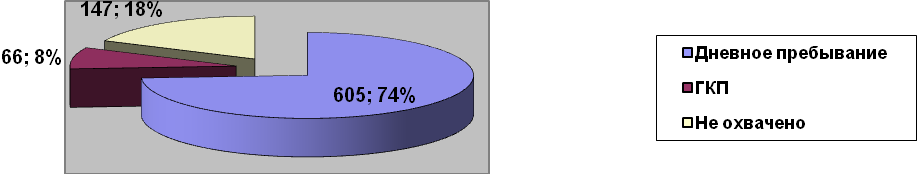 147; 18%
66; 8%
605; 74%
Дневное пребывание
ГКП
Не охвачено